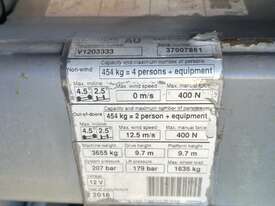 AU
V1203333 37007881
Capacity and maximum number of persons
Non-wind
454 kg = 4 persons + equipment
Max. incline Max. wind speed Max. manual force
4.5° 2.5° 0 m/s 400 N
Capacity and maximum number of persons
Out-of-doors
454 kg = 2 persons + equipment
Max. incline Max. wind speed Max. manual force
4.5° 2.5° 12.5 m/s 400 N
Machine weight Drive height Platform height
3655 kg 9.7 m 9.7 m
System pressure Lift pressure Max. wheel load
207 bar 179 bar 1635 kg
Voltage
12 V
2016